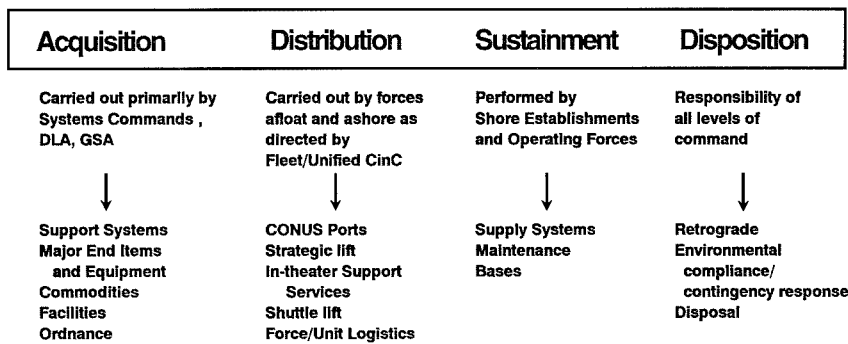 Acquisition
Distribution
Sustainment
Disposition
Carried out primarily by
Systems Commands ,
DLA, GSA
Carried out by forces
afloat and ashore as
directed by
Fleet/Unified CinC
Performed by
Shore Establishments
and Operating Forces
Responsibility of
all levels of
command
Support Systems
Major End Items
and Equipment
Commodities
Facilities
Ordnance
CONUS Ports
Strategic lift
In-theater Support
Services
Shuttle lift
Force/Unit Logistics
Supply Systems
Maintenance
Bases
Retrograde
Environmental
compliance/
contingency response
Disposal